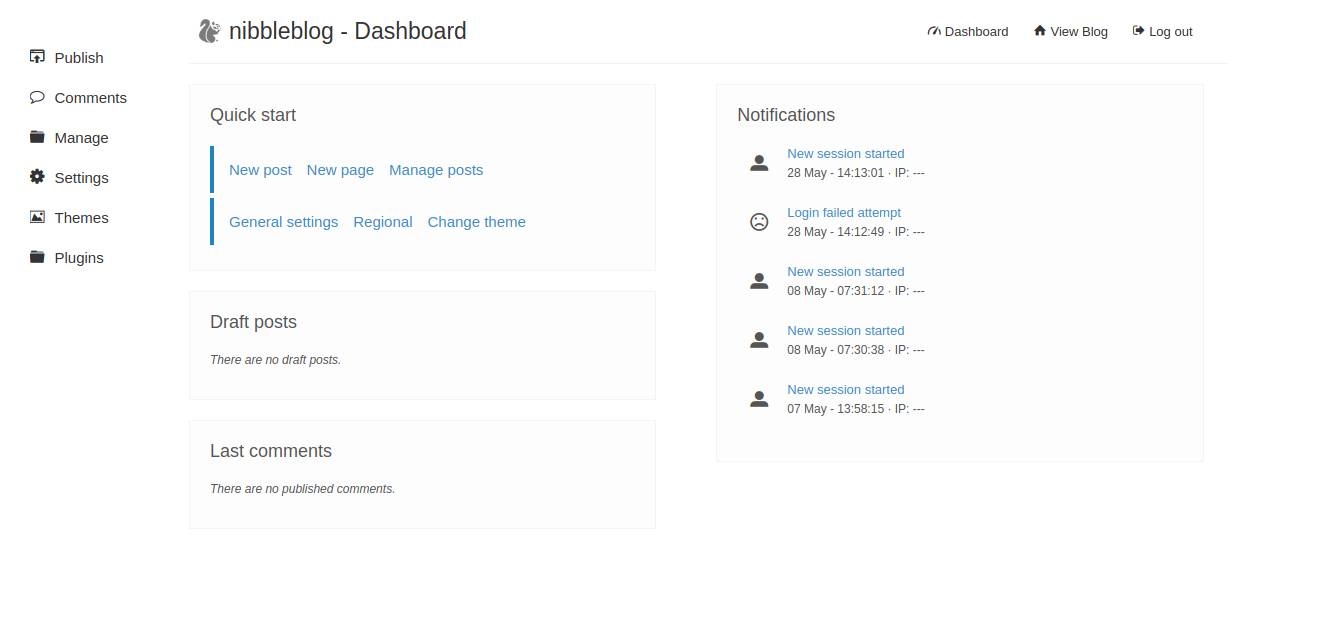 nibbleblog - Dashboard
Dashboard
View Blog
Log out
Publish
Comments
Manage
Settings
Themes
Plugins
Quick start
New post New page Manage posts
General settings Regional Change theme
Draft posts
There are no draft posts.
Last comments
There are no published comments.
Notifications
New session started
28 May - 14:13:01 · IP: ---
Login failed attempt
28 May - 14:12:49 · IP: ---
New session started
08 May - 07:31:12 · IP: ---
New session started
08 May - 07:30:38 · IP: ---
New session started
07 May - 13:58:15 · IP: ---